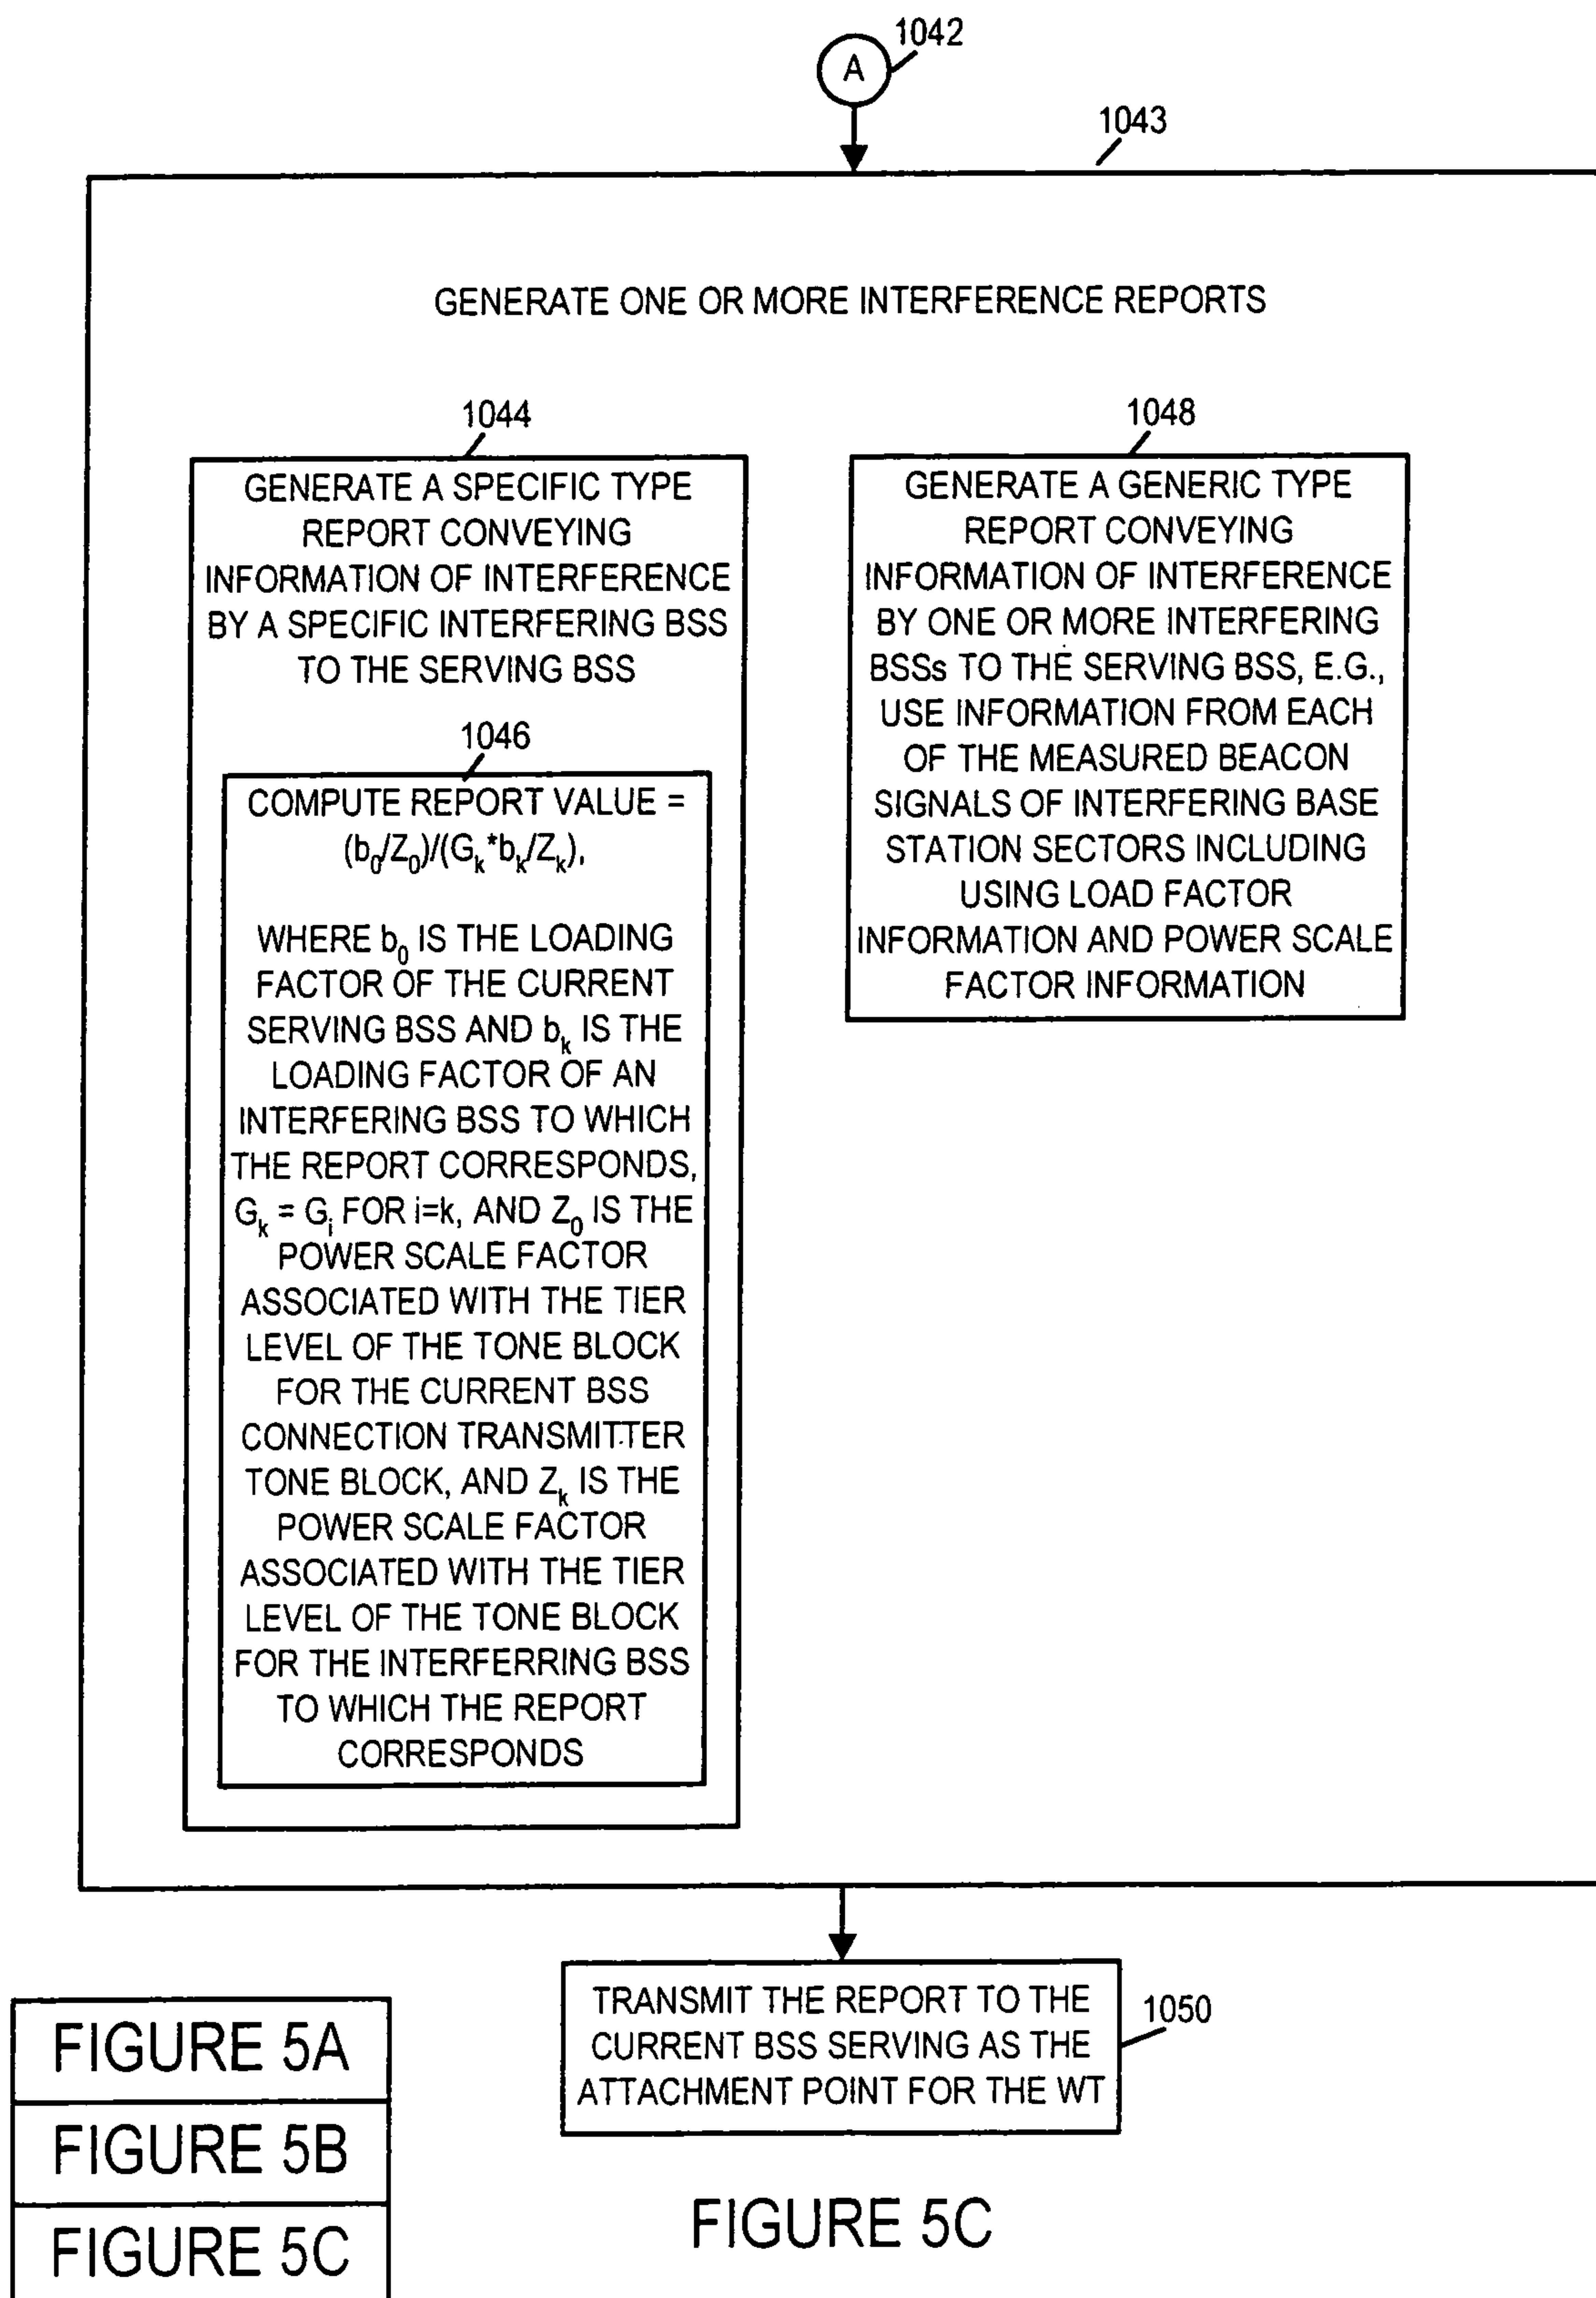 1042
A
1043
GENERATE ONE OR MORE INTERFERENCE REPORTS
1044
GENERATE A SPECIFIC TYPE
REPORT CONVEYING
INFORMATION OF INTERFERENCE
BY A SPECIFIC INTERFERING BSS
TO THE SERVING BSS
1046
COMPUTE REPORT VALUE =
(b₀/Z₀)/(Gₖ*bₖ/Zₖ),
WHERE b₀ IS THE LOADING
FACTOR OF THE CURRENT
SERVING BSS AND bₖ IS THE
LOADING FACTOR OF AN
INTERFERING BSS TO WHICH
THE REPORT CORRESPONDS,
Gₖ = Gᵢ FOR i=k, AND Z₀ IS THE
POWER SCALE FACTOR
ASSOCIATED WITH THE TIER
LEVEL OF THE TONE BLOCK
FOR THE CURRENT BSS
CONNECTION TRANSMITTER
TONE BLOCK, AND Zₖ IS THE
POWER SCALE FACTOR
ASSOCIATED WITH THE TIER
LEVEL OF THE TONE BLOCK
FOR THE INTERFERRING BSS
TO WHICH THE REPORT
CORRESPONDS
1048
GENERATE A GENERIC TYPE
REPORT CONVEYING
INFORMATION OF INTERFERENCE
BY ONE OR MORE INTERFERING
BSSs TO THE SERVING BSS, E.G.,
USE INFORMATION FROM EACH
OF THE MEASURED BEACON
SIGNALS OF INTERFERING BASE
STATION SECTORS INCLUDING
USING LOAD FACTOR
INFORMATION AND POWER SCALE
FACTOR INFORMATION
TRANSMIT THE REPORT TO THE
CURRENT BSS SERVING AS THE
ATTACHMENT POINT FOR THE WT
1050
FIGURE 5A
FIGURE 5B
FIGURE 5C
FIGURE 5C